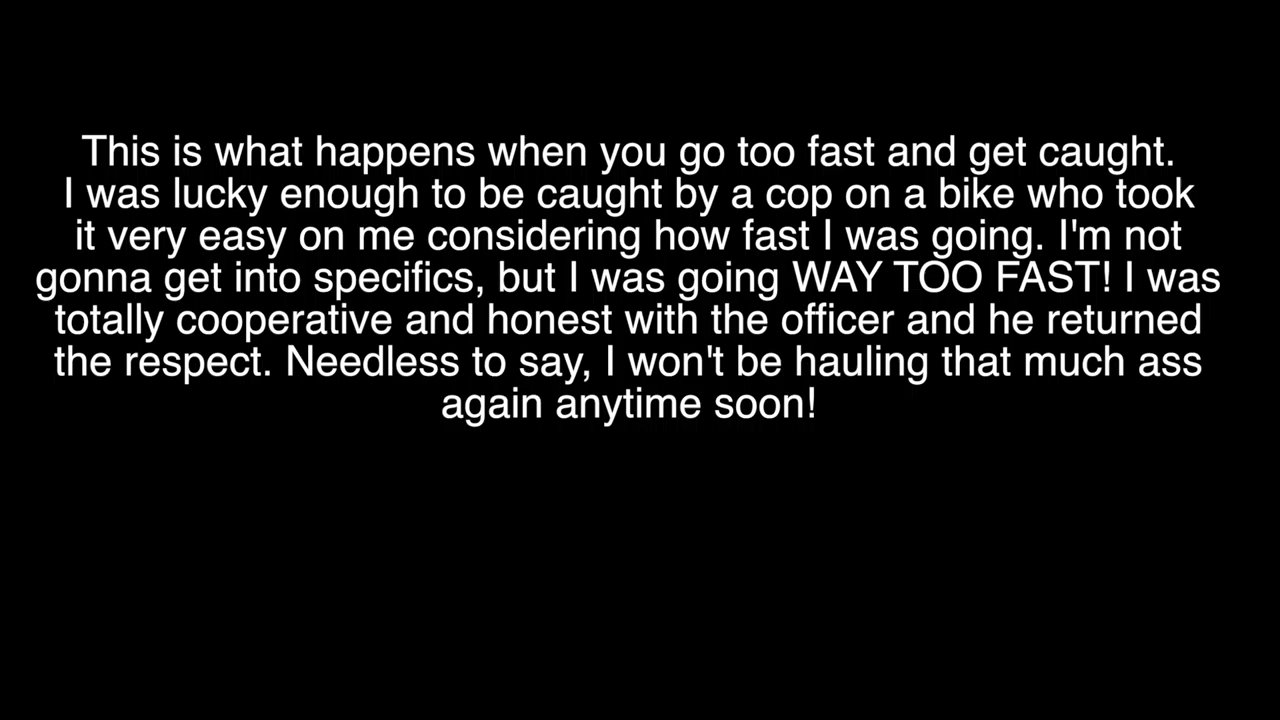 This is what happens when you go too fast and get caught.
I was lucky enough to be caught by a cop on a bike who took
it very easy on me considering how fast I was going. I'm not
gonna get into specifics, but I was going WAY TOO FAST! I was
totally cooperative and honest with the officer and he returned
the respect. Needless to say, I won't be hauling that much ass
again anytime soon!